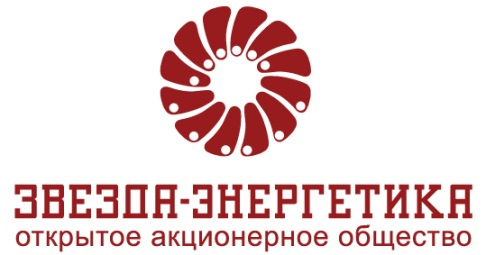 ЗВЕЗДА-ЭНЕРГЕТИКА
открытое акционерное общество